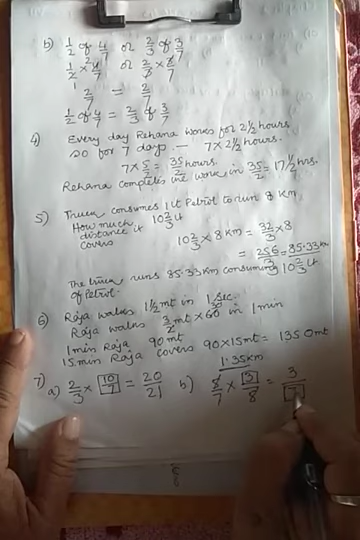 b) 1/2 of 4/7 or 2/3 of 3/7
1/2 × 4/7 or 2/3 × 3/7
2/7 = 2/7
1/2 of 4/7 = 2/3 of 3/7
4) Every day Rehana works for 2 1/2 hours
so for 7 days — 7 × 2 1/2 hours.
7 × 5/2 = 35/2 hours.
Rehana completes the work in 35/2 = 17 1/2 hrs.
5) Truck consumes 1 lt Petrol to run 8 km
How much distance it covers 10 2/3 lt
10 2/3 × 8 km = 32/3 × 8
= 256/3 = 85.33 km
The truck runs 85.33 km consuming 10 2/3 lt
of Petrol.
6) Raja walks 1 1/2 mt in 1 sec.
Raja walks 3/2 mt × 60 in 1 min
1 min Raja 90 mt
15 min Raja covers 90 × 15 mt = 1350 mt
1.35 km
7) a) 2/3 × 10/7 = 20/21 b) 8/7 × 3/8 = 3/7